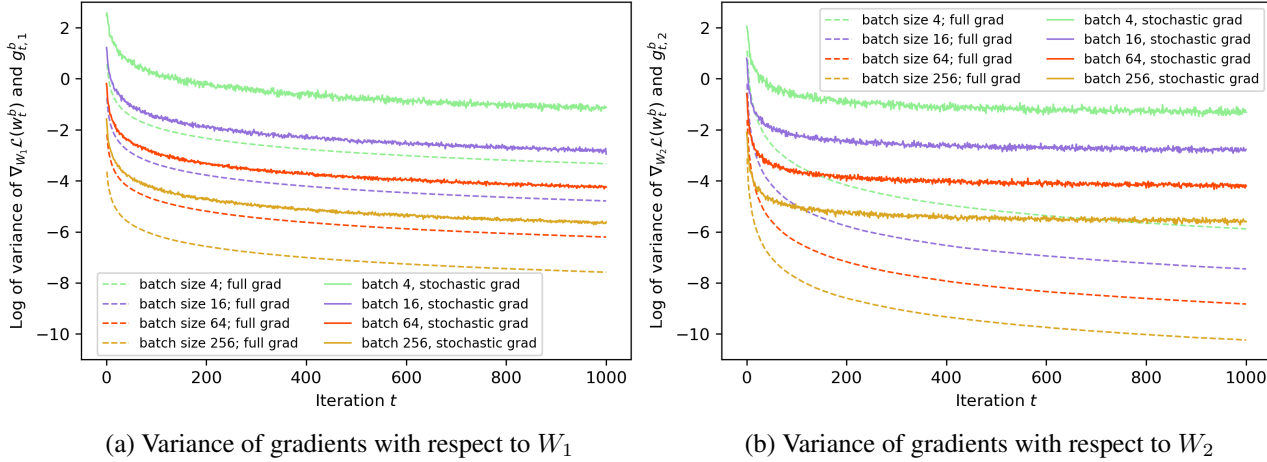 Log of variance of ∇_{W_1}ℒ(w_t^b) and g_{t,1}^b
2
0
−2
−4
−6
−8
−10
batch size 4; full grad
batch size 16; full grad
batch size 64; full grad
batch size 256; full grad
batch 4, stochastic grad
batch 16, stochastic grad
batch 64, stochastic grad
batch 256, stochastic grad
0 200 400 600 800 1000
Iteration t
(a) Variance of gradients with respect to W_1
Log of variance of ∇_{W_2}ℒ(w_t^b) and g_{t,2}^b
2
0
−2
−4
−6
−8
−10
batch size 4; full grad
batch size 16; full grad
batch size 64; full grad
batch size 256; full grad
batch 4, stochastic grad
batch 16, stochastic grad
batch 64, stochastic grad
batch 256, stochastic grad
0 200 400 600 800 1000
Iteration t
(b) Variance of gradients with respect to W_2